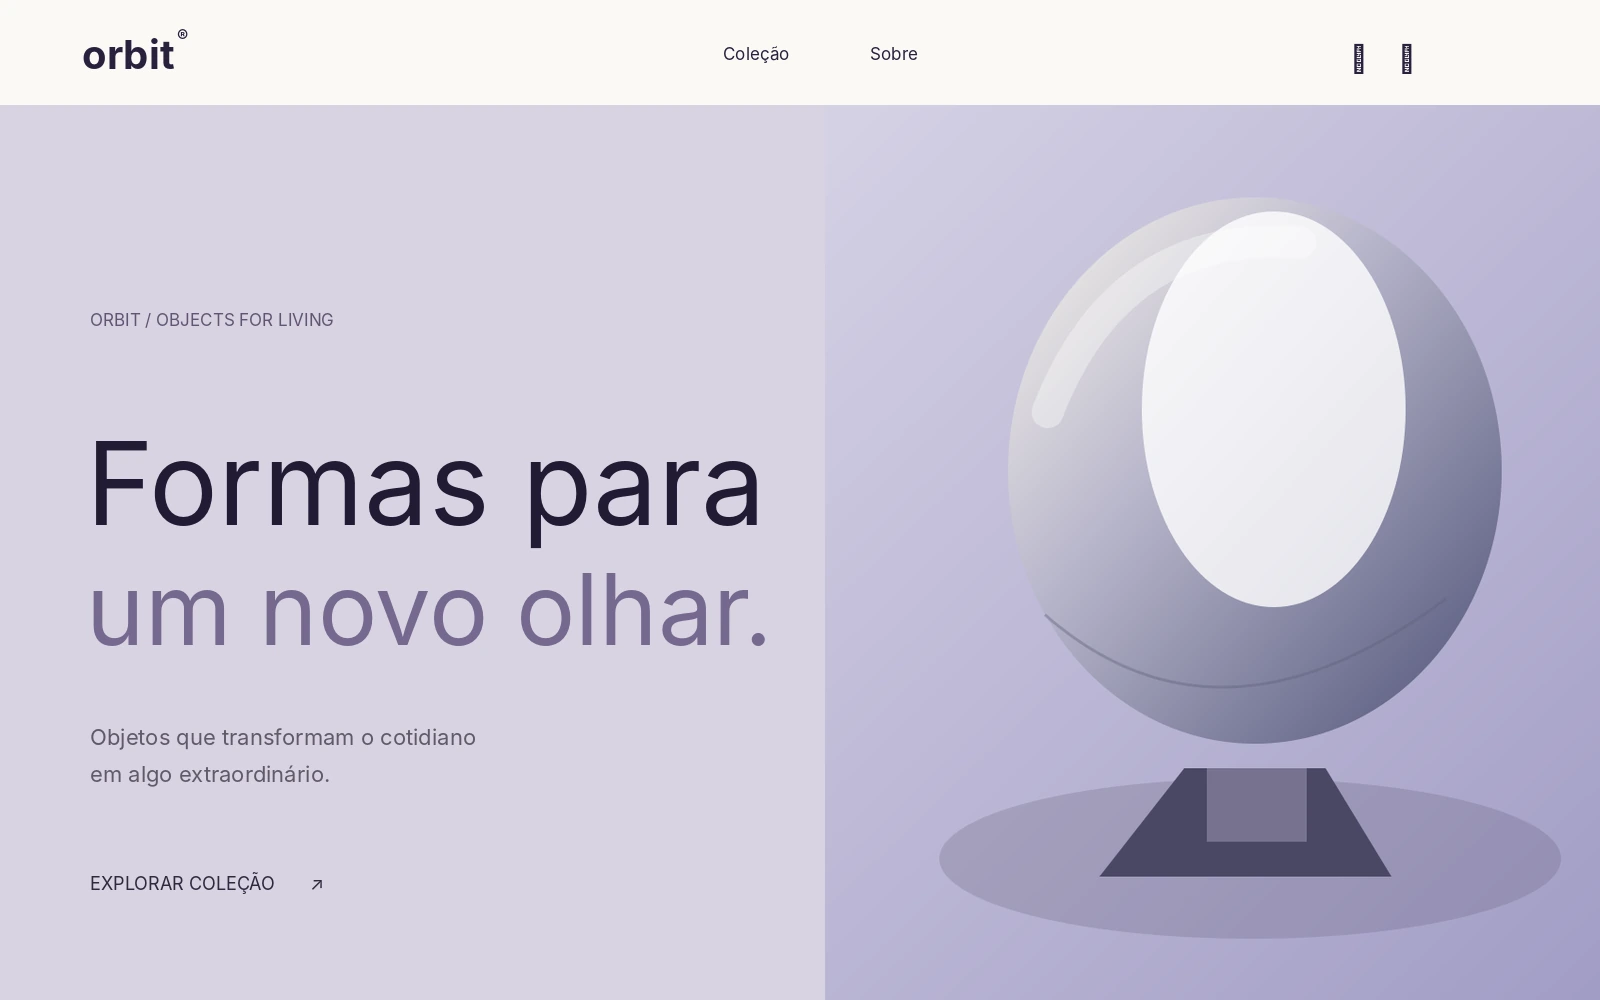 orbit®
Coleção
Sobre
ORBIT / OBJECTS FOR LIVING
Formas para
um novo olhar.
Objetos que transformam o cotidiano
em algo extraordinário.
EXPLORAR COLEÇÃO ↗